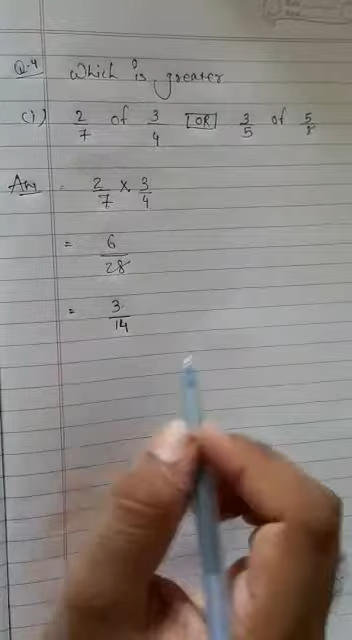 Q.4 Which is greater
(i) 2/7 of 3/4 [OR] 3/5 of 5/8
Ans = 2/7 × 3/4
= 6/28
= 3/14